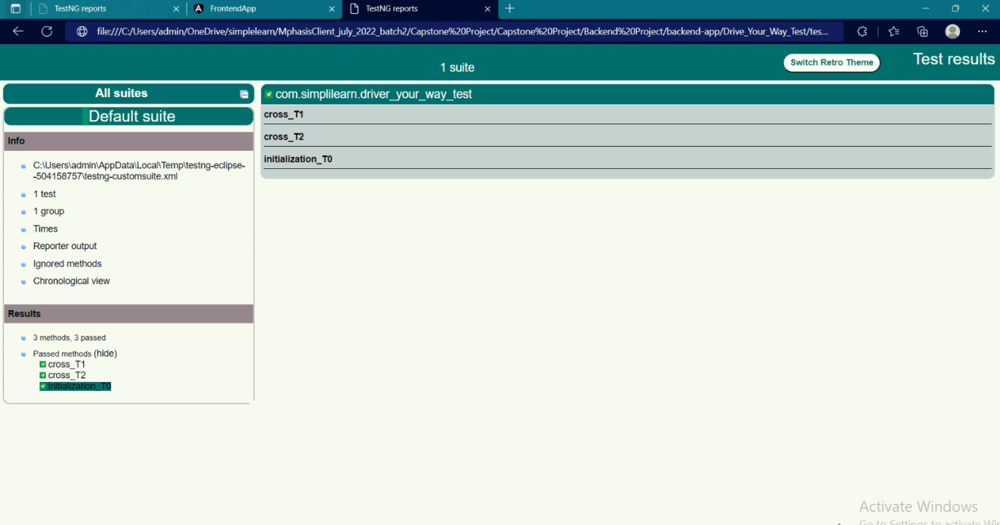 TestNG reports
FrontendApp
TestNG reports
file:///C:/Users/admin/OneDrive/simplelearn/MphasisClient_july_2022_batch2/Capstone%20Project/Capstone%20Project/Backend%20Project/backend-app/Drive_Your_Way_Test/tes...
1 suite
Switch Retro Theme
Test results
All suites
Default suite
Info
C:\Users\admin\AppData\Local\Temp\testng-eclipse-
-504158757\testng-customsuite.xml
1 test
1 group
Times
Reporter output
Ignored methods
Chronological view
Results
3 methods, 3 passed
Passed methods (hide)
cross_T1
cross_T2
initialization_T0
com.simplilearn.driver_your_way_test
cross_T1
cross_T2
initialization_T0
Activate Windows
Go to Settings to activate Win